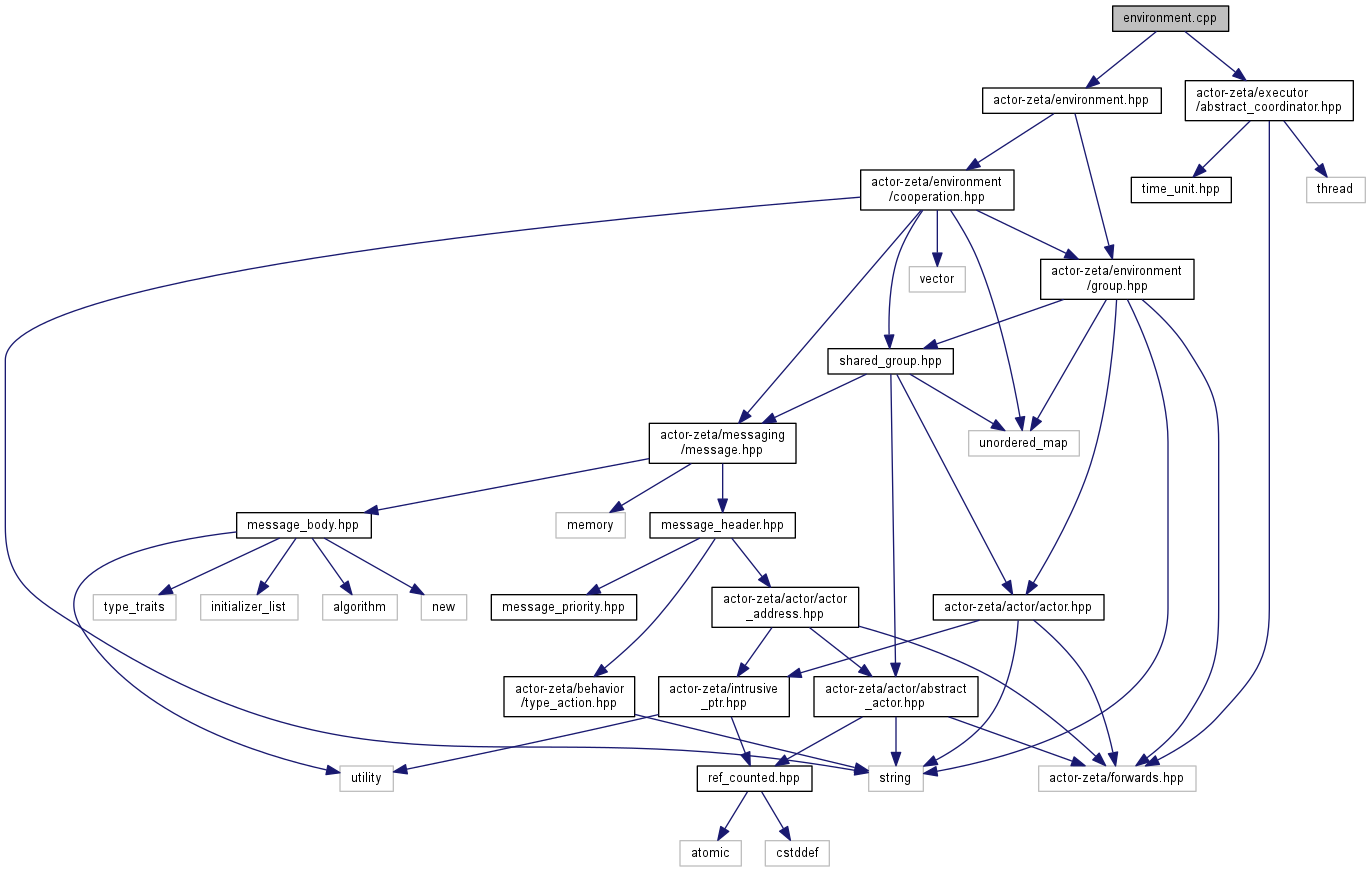 environment.cpp
actor-zeta/environment.hpp
actor-zeta/executor
/abstract_coordinator.hpp
actor-zeta/environment
/cooperation.hpp
time_unit.hpp
thread
vector
actor-zeta/environment
/group.hpp
shared_group.hpp
actor-zeta/messaging
/message.hpp
unordered_map
message_body.hpp
memory
message_header.hpp
type_traits
initializer_list
algorithm
new
message_priority.hpp
actor-zeta/actor/actor
_address.hpp
actor-zeta/actor/actor.hpp
actor-zeta/behavior
/type_action.hpp
actor-zeta/intrusive
_ptr.hpp
actor-zeta/actor/abstract
_actor.hpp
utility
ref_counted.hpp
string
actor-zeta/forwards.hpp
atomic
cstddef